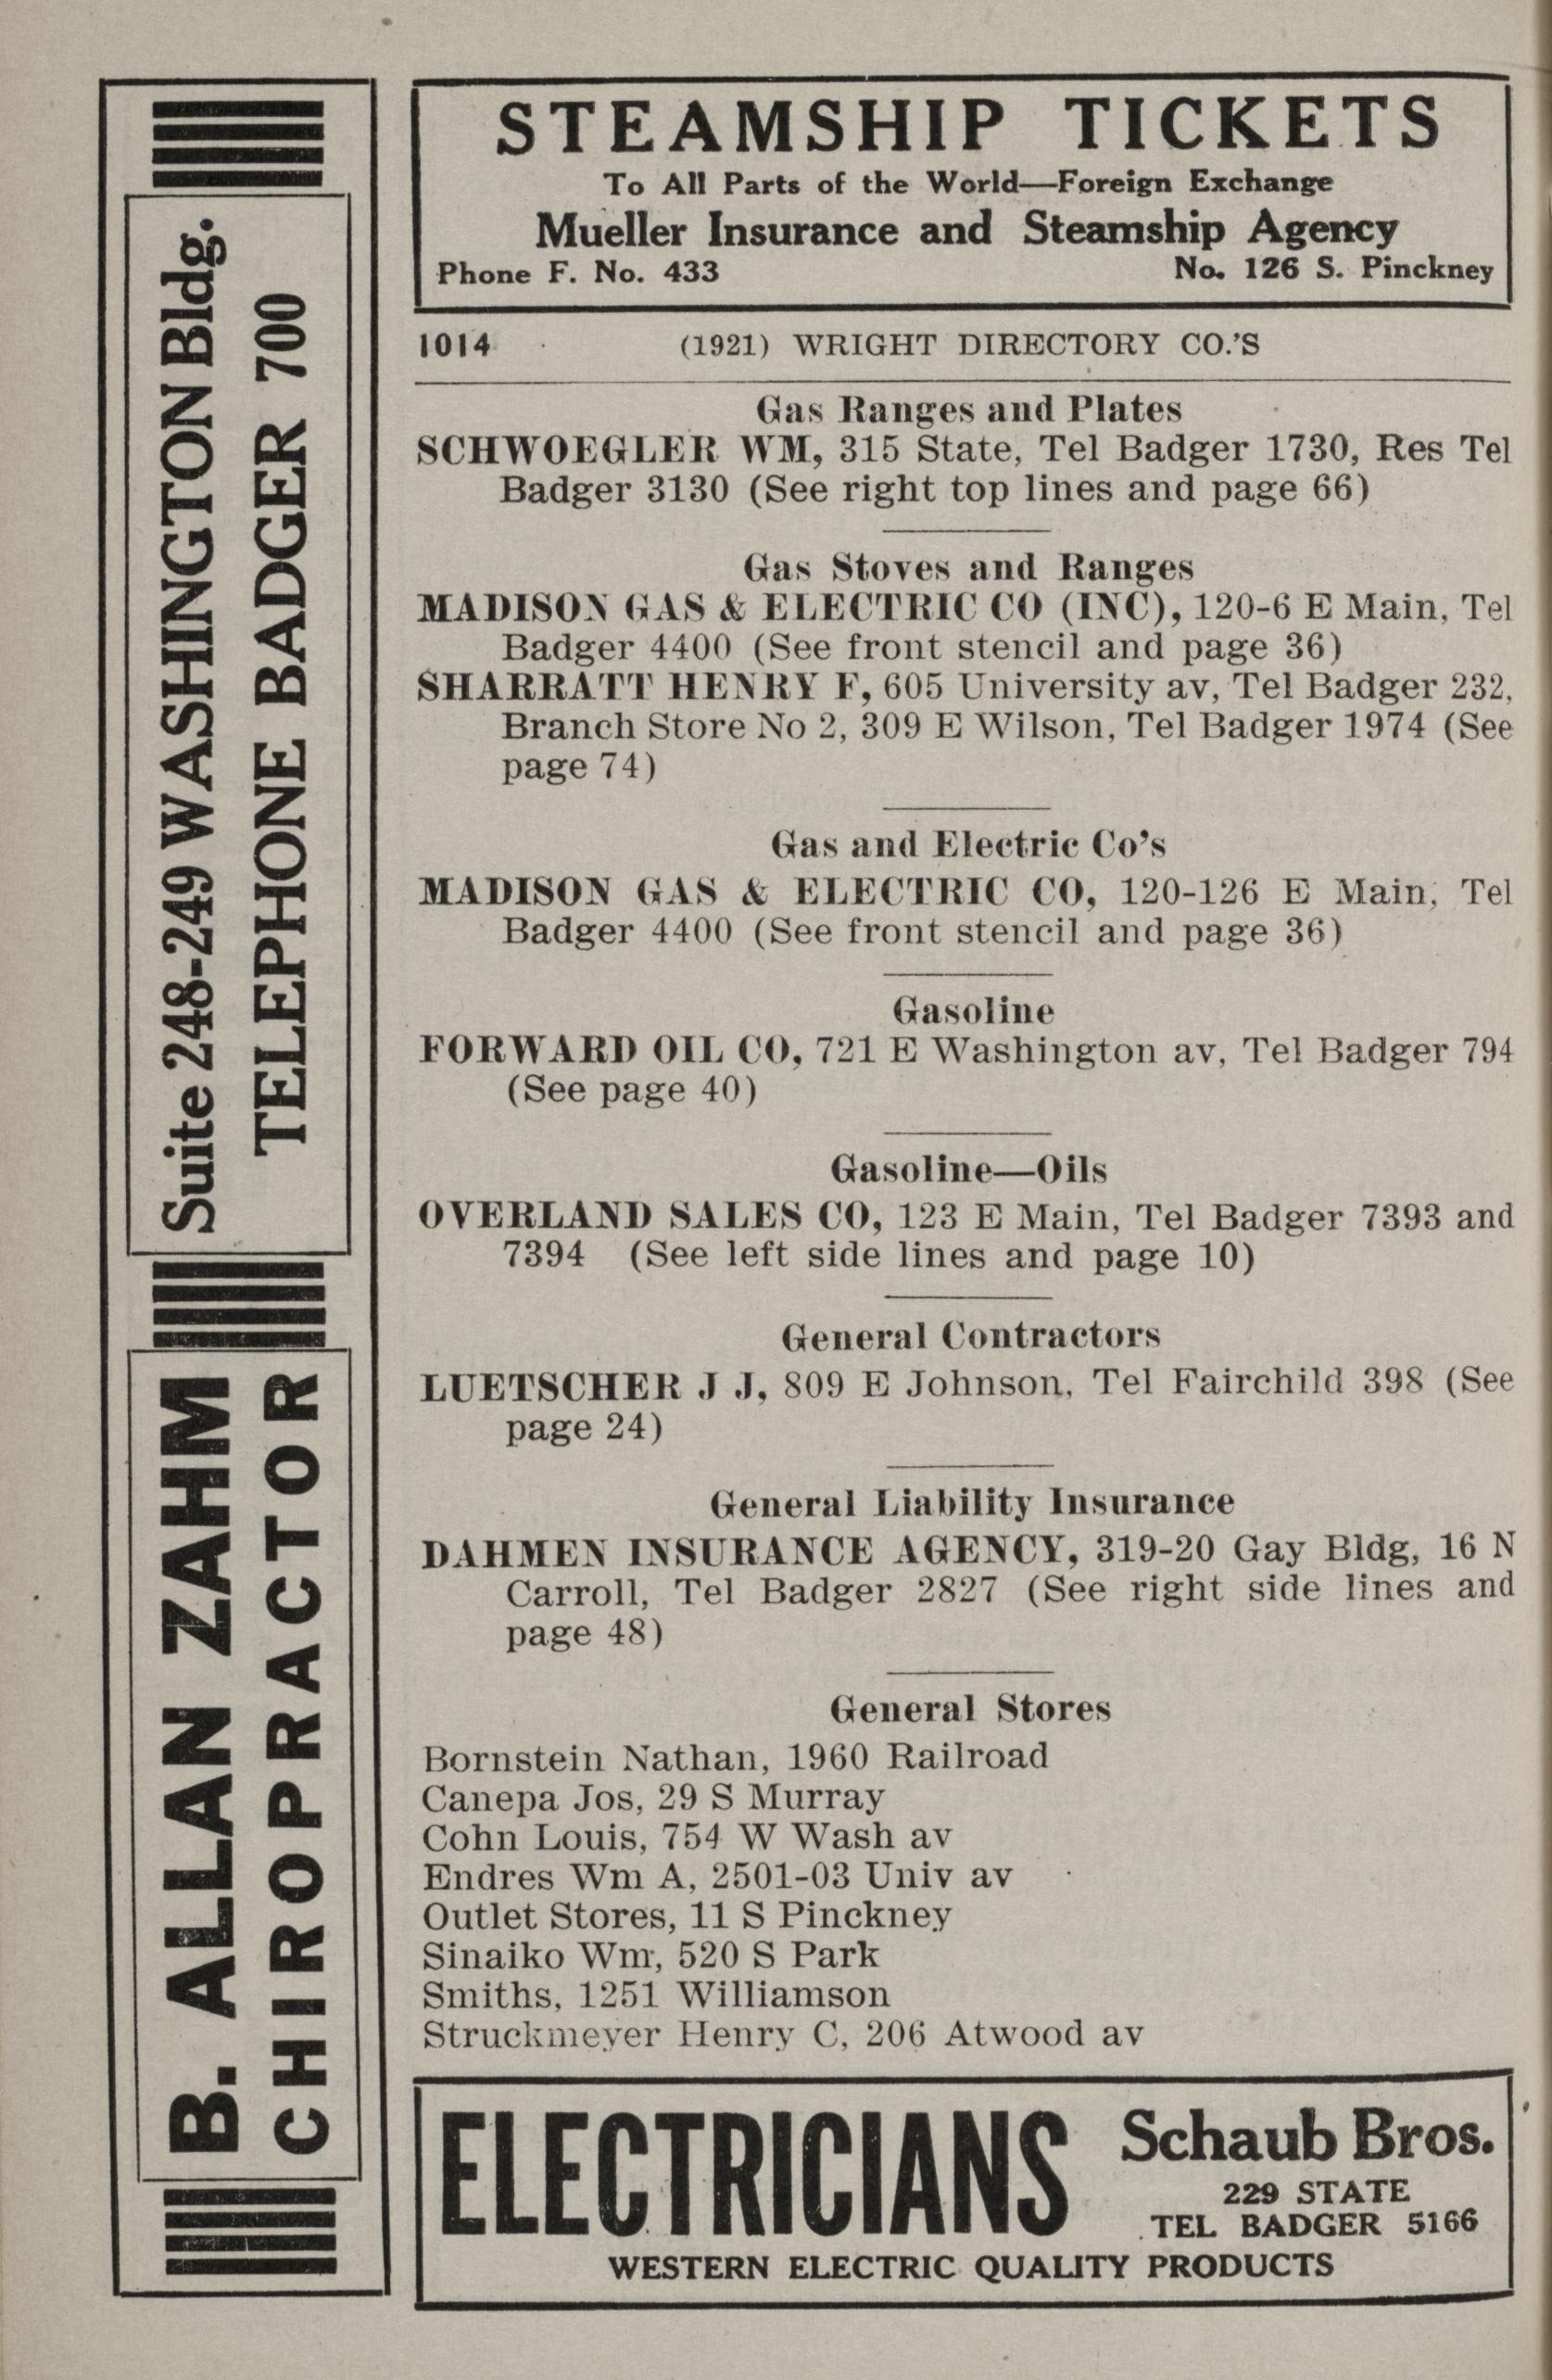 B. ALLAN ZAHM
CHIROPRACTOR
Suite 248-249 WASHINGTON Bldg.
TELEPHONE BADGER 700
STEAMSHIP TICKETS
To All Parts of the World—Foreign Exchange
Mueller Insurance and Steamship Agency
Phone F. No. 433 No. 126 S. Pinckney
1014 (1921) WRIGHT DIRECTORY CO.'S
Gas Ranges and Plates
SCHWOEGLER WM, 315 State, Tel Badger 1730, Res Tel
Badger 3130 (See right top lines and page 66)
Gas Stoves and Ranges
MADISON GAS & ELECTRIC CO (INC), 120-6 E Main, Tel
Badger 4400 (See front stencil and page 36)
SHARRATT HENRY F, 605 University av, Tel Badger 232,
Branch Store No 2, 309 E Wilson, Tel Badger 1974 (See
page 74)
Gas and Electric Co's
MADISON GAS & ELECTRIC CO, 120-126 E Main, Tel
Badger 4400 (See front stencil and page 36)
Gasoline
FORWARD OIL CO, 721 E Washington av, Tel Badger 794
(See page 40)
Gasoline—Oils
OVERLAND SALES CO, 123 E Main, Tel Badger 7393 and
7394 (See left side lines and page 10)
General Contractors
LUETSCHER J J, 809 E Johnson, Tel Fairchild 398 (See
page 24)
General Liability Insurance
DAHMEN INSURANCE AGENCY, 319-20 Gay Bldg, 16 N
Carroll, Tel Badger 2827 (See right side lines and
page 48)
General Stores
Bornstein Nathan, 1960 Railroad
Canepa Jos, 29 S Murray
Cohn Louis, 754 W Wash av
Endres Wm A, 2501-03 Univ av
Outlet Stores, 11 S Pinckney
Sinaiko Wm, 520 S Park
Smiths, 1251 Williamson
Struckmeyer Henry C, 206 Atwood av
ELECTRICIANS
Schaub Bros.
229 STATE
TEL BADGER 5166
WESTERN ELECTRIC QUALITY PRODUCTS